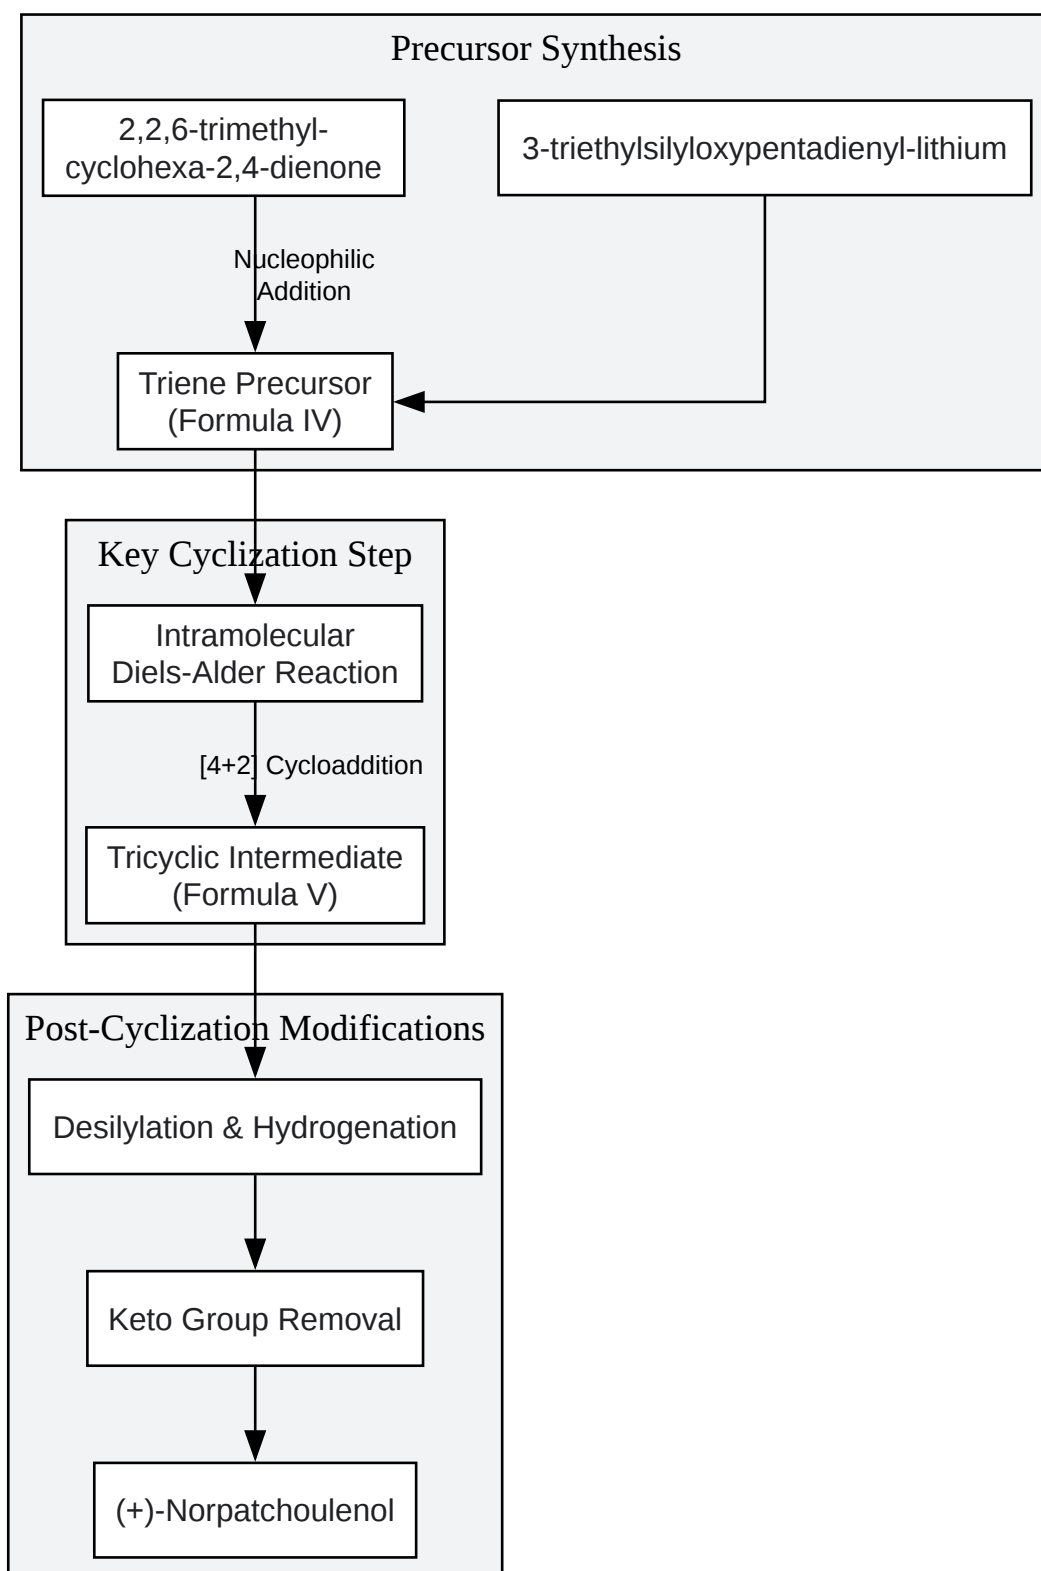 Precursor Synthesis
2,2,6-trimethyl-
cyclohexa-2,4-dienone
3-triethylsilyloxypentadienyl-lithium
Nucleophilic
Addition
Triene Precursor
(Formula IV)
Key Cyclization Step
Intramolecular
Diels-Alder Reaction
[4+2] Cycloaddition
Tricyclic Intermediate
(Formula V)
Post-Cyclization Modifications
Desilylation & Hydrogenation
Keto Group Removal
(+)-Norpatchoulenol